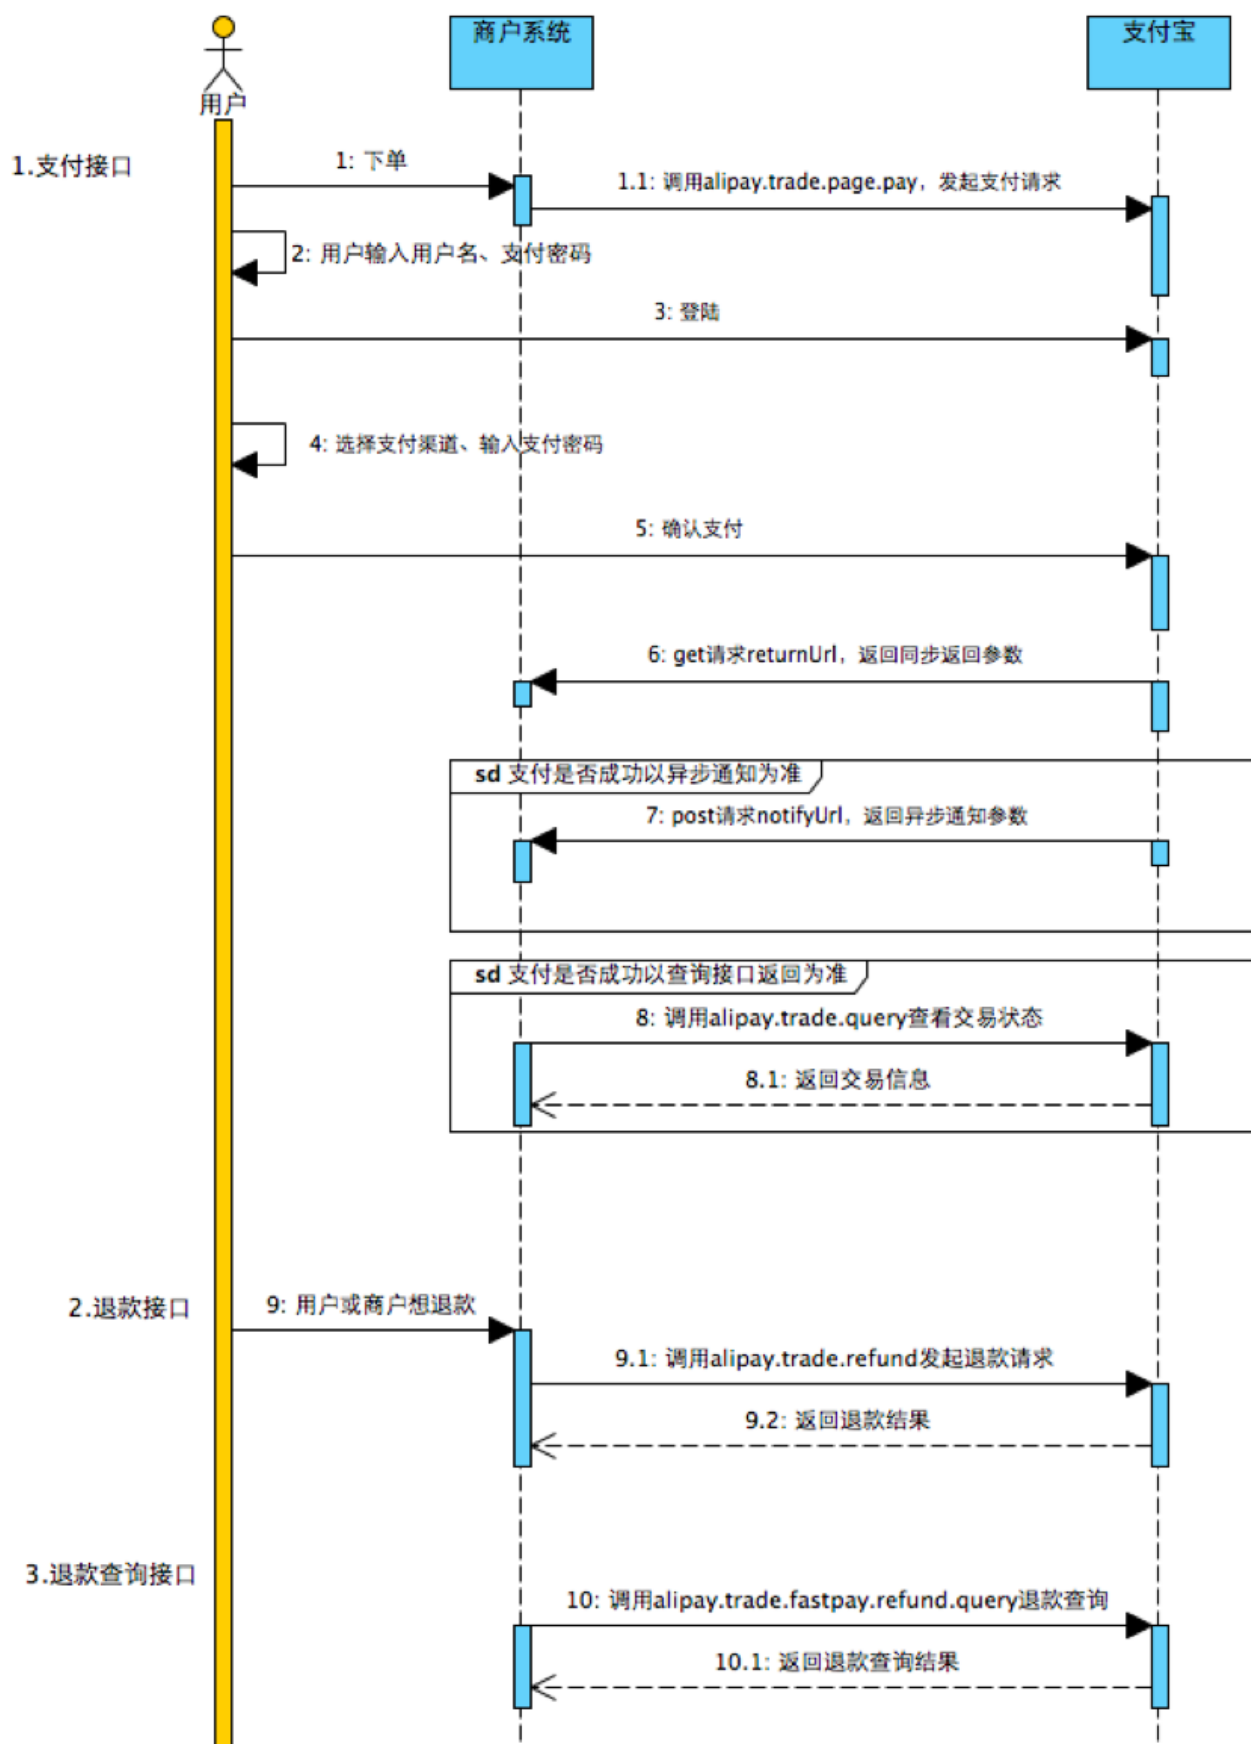 用户
商户系统
支付宝
1.支付接口
1: 下单
1.1: 调用alipay.trade.page.pay，发起支付请求
2: 用户输入用户名、支付密码
3: 登陆
4: 选择支付渠道、输入支付密码
5: 确认支付
6: get请求returnUrl，返回同步返回参数
sd 支付是否成功以异步通知为准
7: post请求notifyUrl，返回异步通知参数
sd 支付是否成功以查询接口返回为准
8: 调用alipay.trade.query查看交易状态
8.1: 返回交易信息
2.退款接口
9: 用户或商户想退款
9.1: 调用alipay.trade.refund发起退款请求
9.2: 返回退款结果
3.退款查询接口
10: 调用alipay.trade.fastpay.refund.query退款查询
10.1: 返回退款查询结果